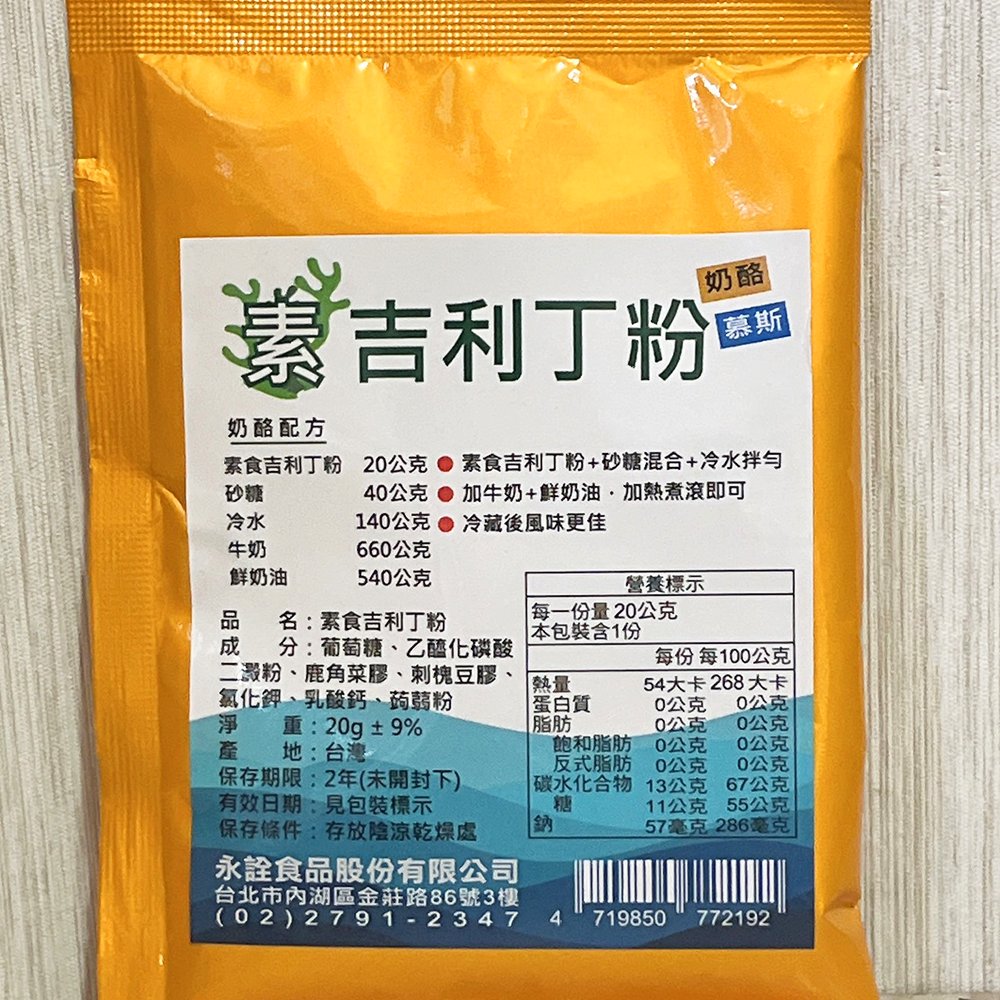 素吉利丁粉
奶酪
慕斯
奶酪配方
素食吉利丁粉 20公克
砂糖 40公克
冷水 140公克
牛奶 660公克
鮮奶油 540公克
● 素食吉利丁粉+砂糖混合+冷水拌勻
● 加牛奶+鮮奶油・加熱煮滾即可
● 冷藏後風味更佳
品 名：素食吉利丁粉
成 分：葡萄糖、乙醯化磷酸
二澱粉、鹿角菜膠、刺槐豆膠、
氯化鉀、乳酸鈣、蒟蒻粉
淨 重：20g ± 9%
產 地：台灣
保存期限：2年(未開封下)
有效日期：見包裝標示
保存條件：存放陰涼乾燥處
營養標示
每一份量 20公克
本包裝含1份
每份 每100公克
熱量 54大卡 268大卡
蛋白質 0公克 0公克
脂肪 0公克 0公克
飽和脂肪 0公克 0公克
反式脂肪 0公克 0公克
碳水化合物 13公克 67公克
糖 11公克 55公克
鈉 57毫克 286毫克
永詮食品股份有限公司
台北市內湖區金莊路86號3樓
(02)2791-2347
4 719850 772192